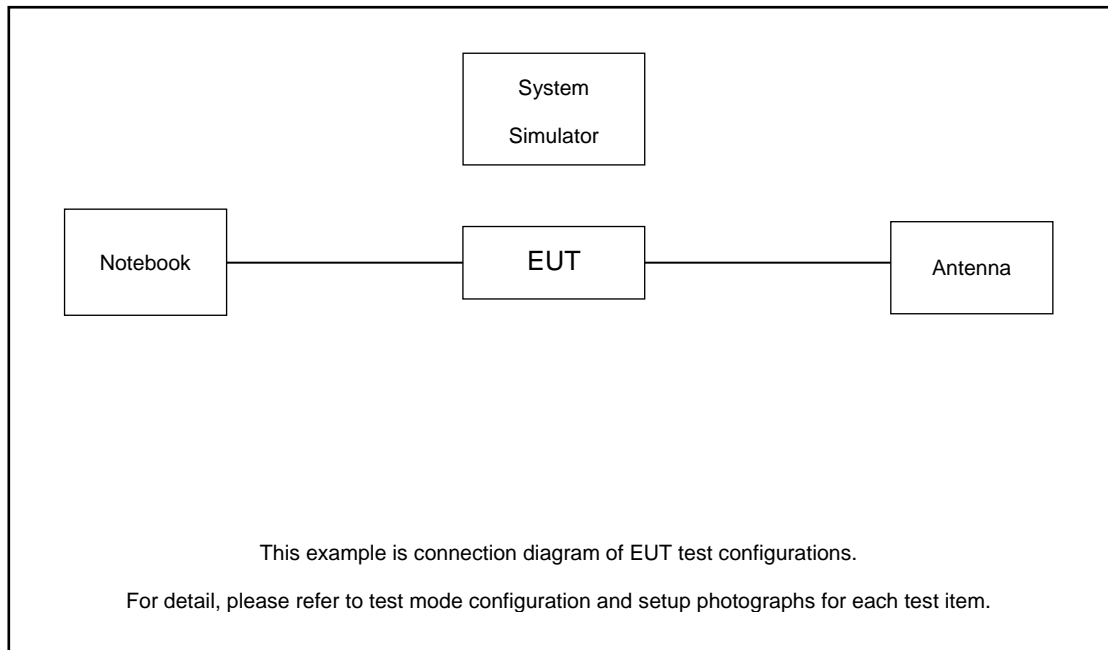 System
Simulator
Notebook
EUT
Antenna
This example is connection diagram of EUT test configurations.
For detail, please refer to test mode configuration and setup photographs for each test item.